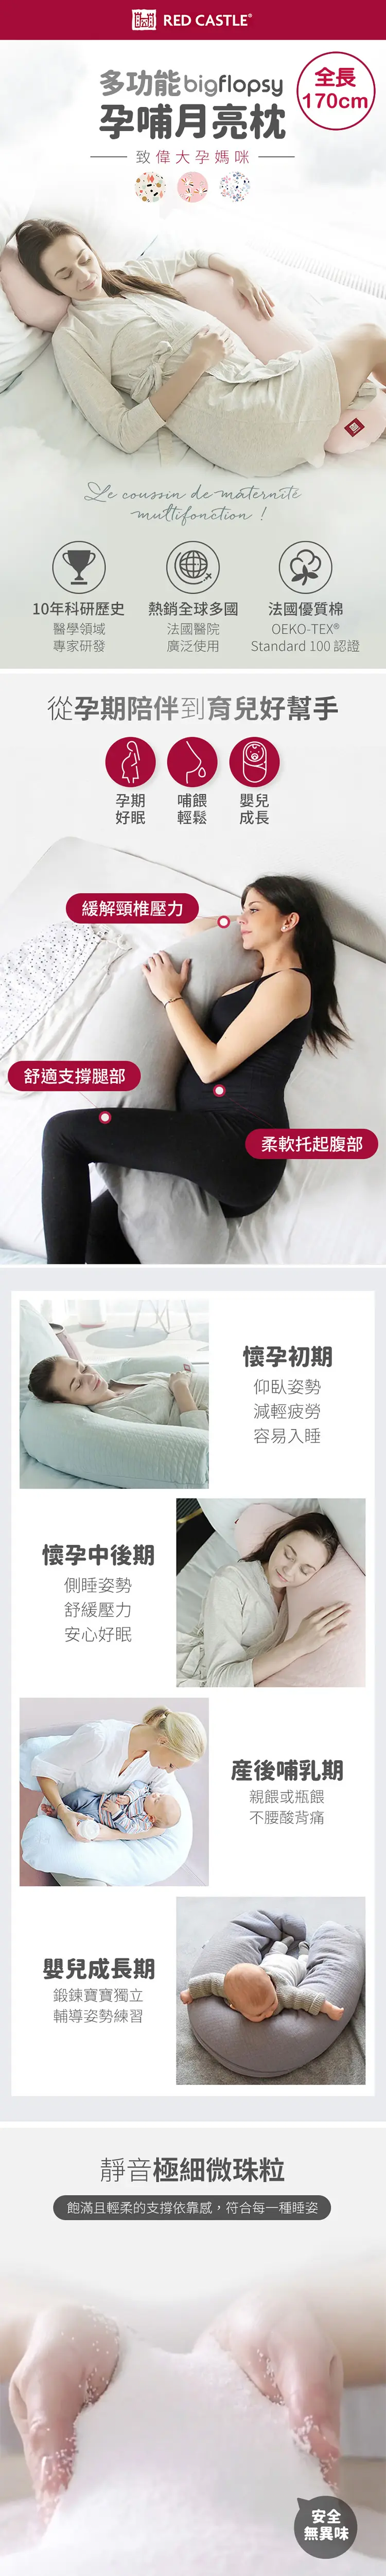 RED CASTLE®
多功能bigflopsy
孕哺月亮枕
全長
170cm
致偉大孕媽咪
Le coussin de maternité
multifonction !
10年科研歷史
醫學領域
專家研發
熱銷全球多國
法國醫院
廣泛使用
法國優質棉
OEKO-TEX®
Standard 100 認證
從孕期陪伴到育兒好幫手
孕期
好眠
哺餵
輕鬆
嬰兒
成長
緩解頸椎壓力
舒適支撐腿部
柔軟托起腹部
懷孕初期
仰臥姿勢
減輕疲勞
容易入睡
懷孕中後期
側睡姿勢
舒緩壓力
安心好眠
產後哺乳期
親餵或瓶餵
不腰酸背痛
嬰兒成長期
鍛鍊寶寶獨立
輔導姿勢練習
靜音極細微珠粒
飽滿且輕柔的支撐依靠感，符合每一種睡姿
安全
無異味